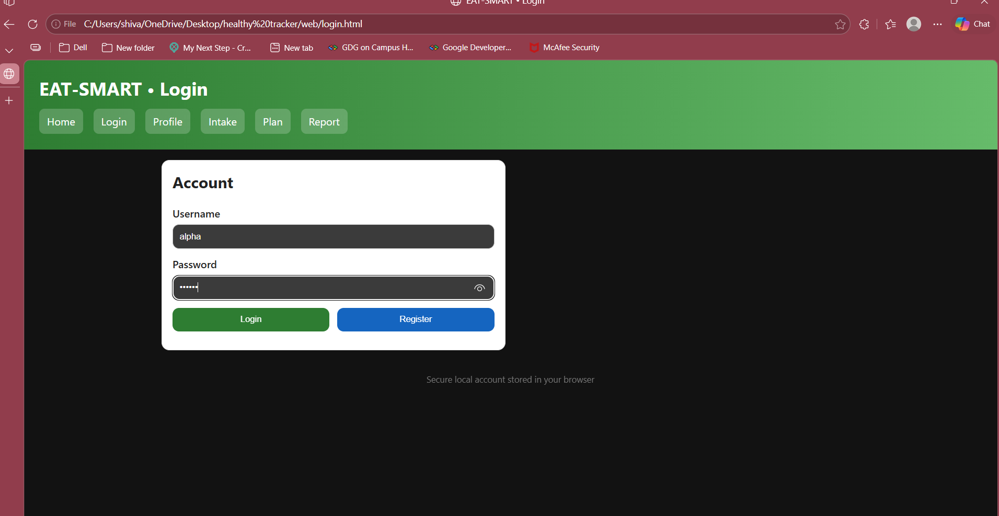 EAT-SMART • Login
File C:/Users/shiva/OneDrive/Desktop/healthy%20tracker/web/login.html
Chat
Dell New folder My Next Step - Cr... New tab GDG on Campus H... Google Developer... McAfee Security
EAT-SMART • Login
Home Login Profile Intake Plan Report
Account
Username
alpha
Password
••••••
Login Register
Secure local account stored in your browser